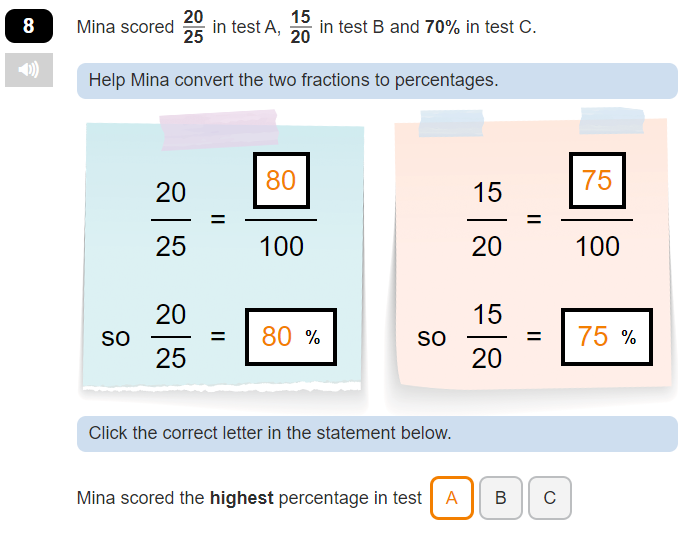 8
Mina scored 20/25 in test A, 15/20 in test B and 70% in test C.
Help Mina convert the two fractions to percentages.
20/25 = 80/100
so 20/25 = 80 %
15/20 = 75/100
so 15/20 = 75 %
Click the correct letter in the statement below.
Mina scored the highest percentage in test A B C